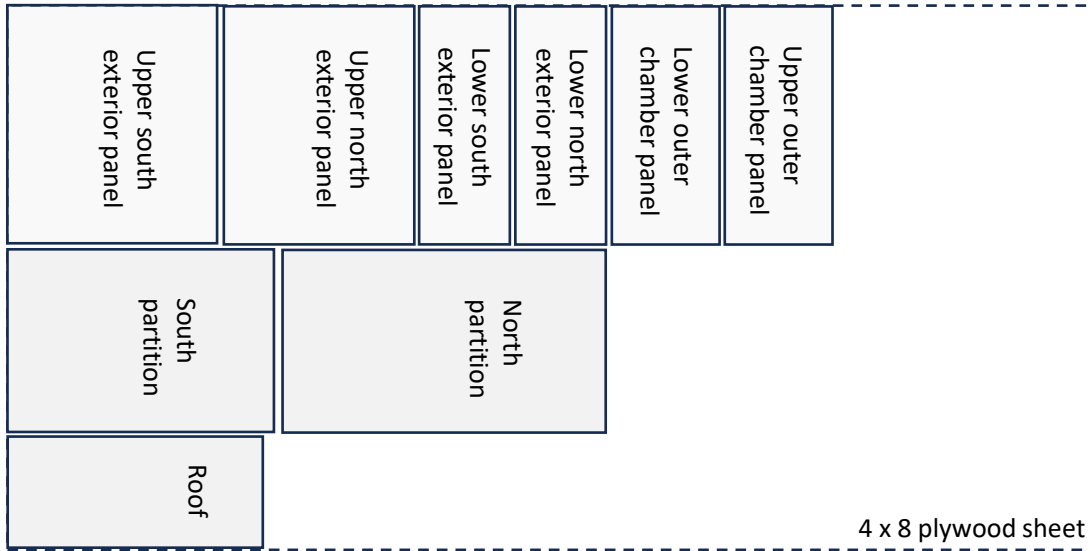 Upper south
exterior panel
Upper north
exterior panel
Lower south
exterior panel
Lower north
exterior panel
Lower outer
chamber panel
Upper outer
chamber panel
South
partition
North
partition
Roof
4 x 8 plywood sheet